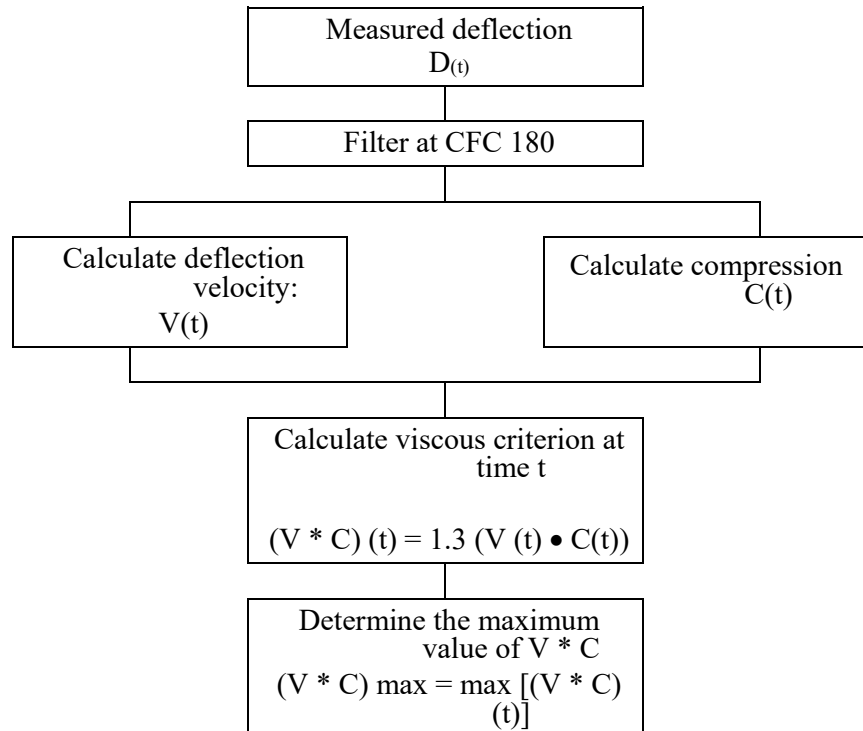 Measured deflection
D(t)
Filter at CFC 180
Calculate deflection
velocity:
V(t)
Calculate compression
C(t)
Calculate viscous criterion at
time t
(V * C) (t) = 1.3 (V (t) • C(t))
Determine the maximum
value of V * C
(V * C) max = max [(V * C)
(t)]